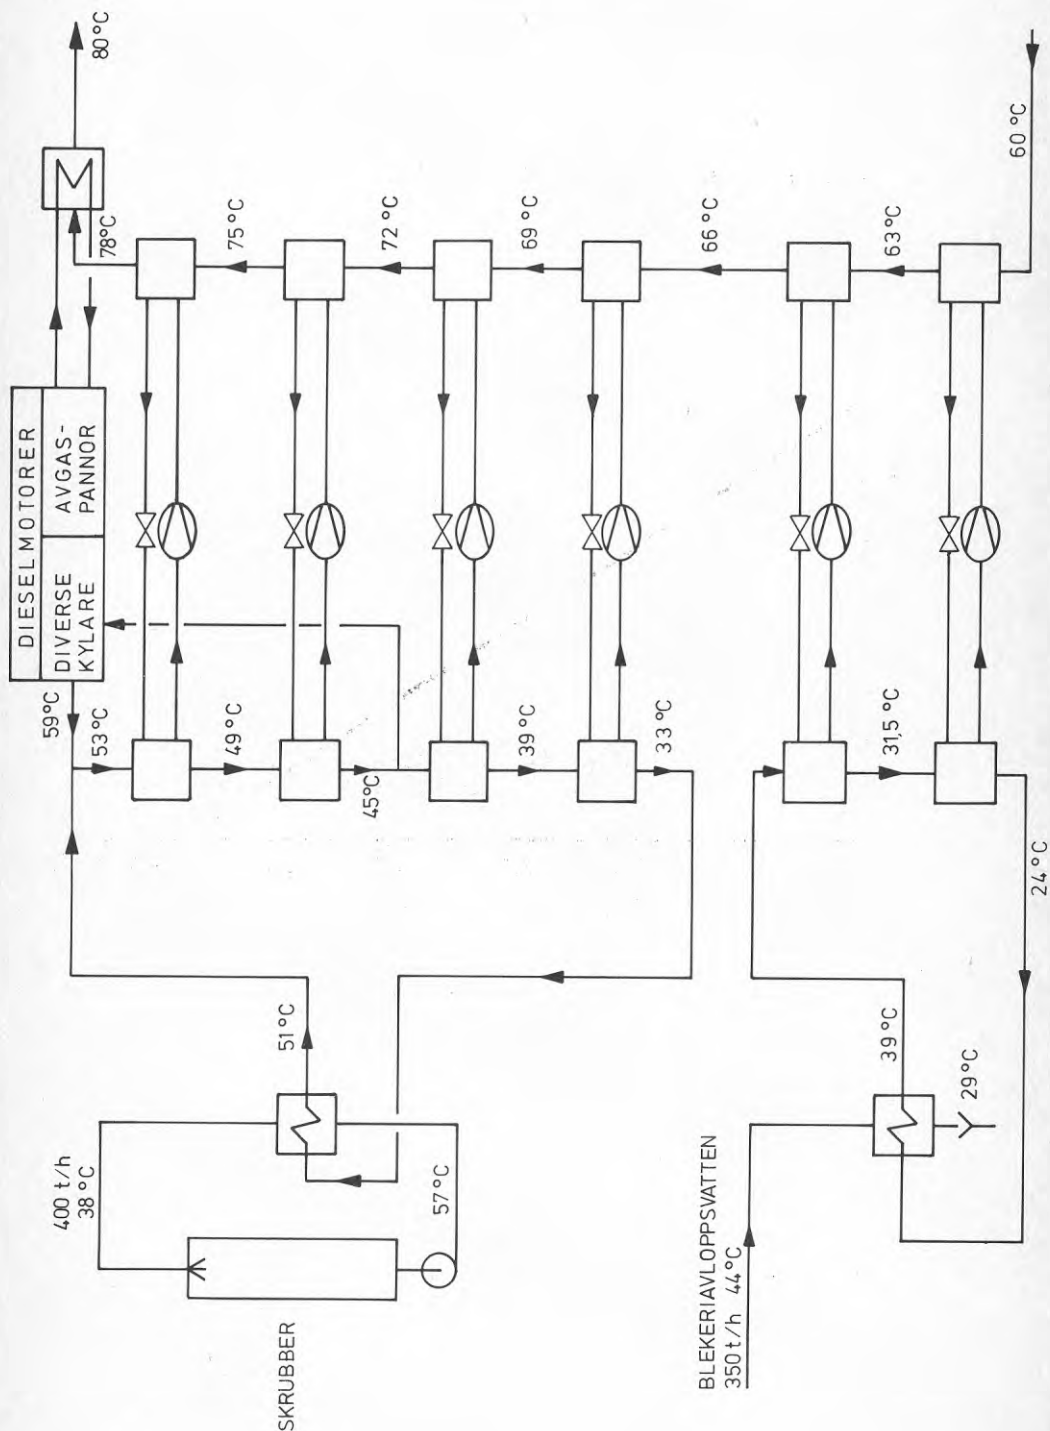 DIESELMOTORER
400 t/h
38 °C
59°C
DIVERSE
KYLARE
AVGAS-
PANNOR
53°C
80°C
78°C
49°C
75°C
SKRUBBER
51°C
45°C
72°C
57°C
39°C
69°C
33°C
66°C
BLEKERIAVLOPPSVATTEN
350 t/h 44°C
39°C
31,5 °C
63°C
29°C
60°C
24°C